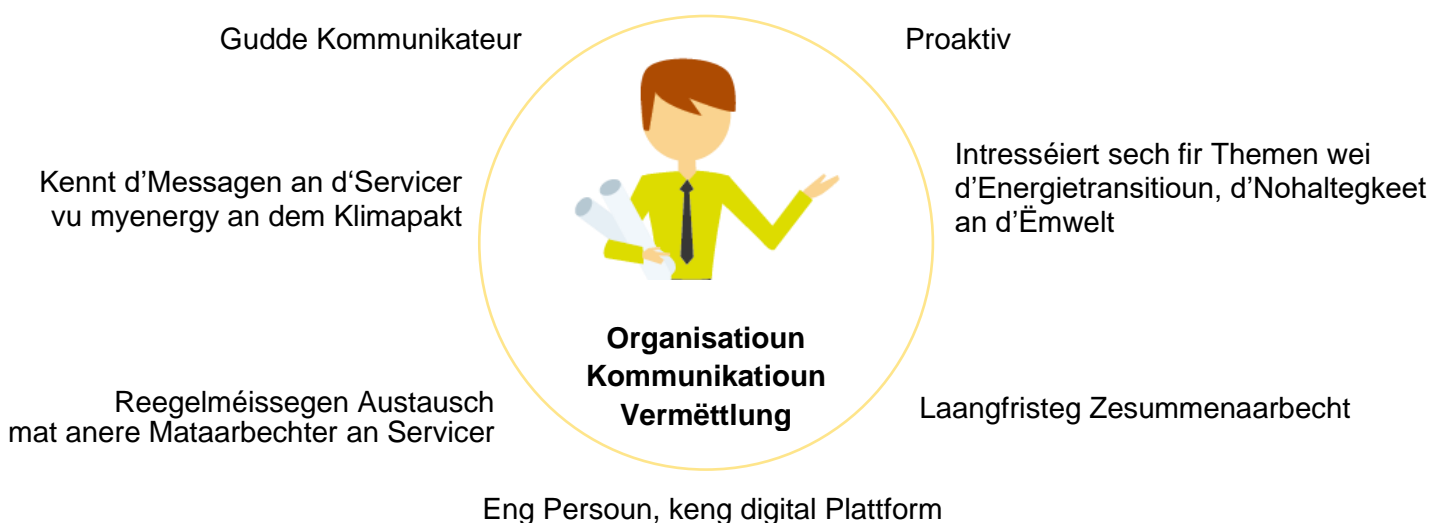 Gudde Kommunikateur
Proaktiv
Kennt d’Messagen an d‘Servicer
vu myenergy an dem Klimapakt
Intresséiert sech fir Themen wei
d’Energietransitioun, d’Nohaltegkeet
an d’Ëmwelt
Organisatioun
Kommunikatioun
Vermëttlung
Reegelméissegen Austausch
mat anere Mataarbechter an Servicer
Laangfristeg Zesummenaarbecht
Eng Persoun, keng digital Plattform